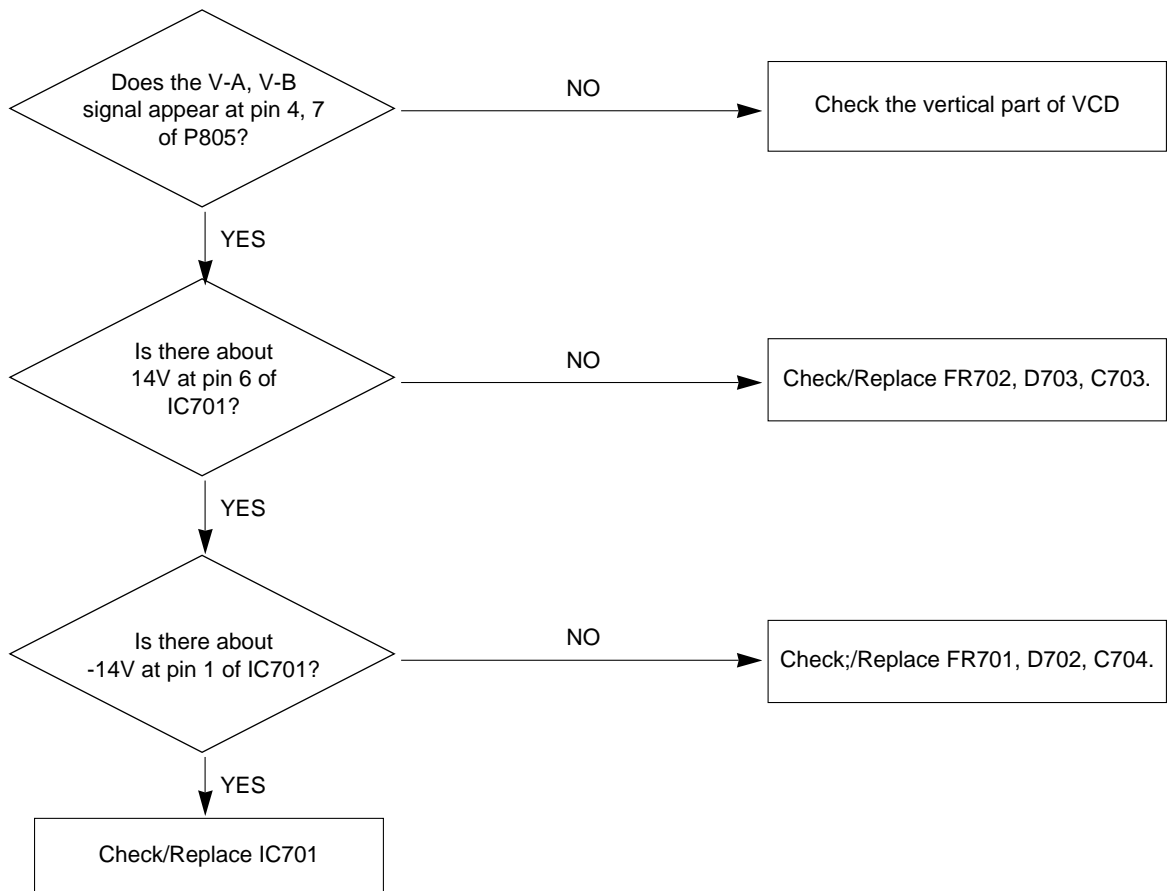 Does the V-A, V-B
signal appear at pin 4, 7
of P805?
NO
Check the vertical part of VCD
YES
Is there about
14V at pin 6 of
IC701?
NO
Check/Replace FR702, D703, C703.
YES
Is there about
-14V at pin 1 of IC701?
NO
Check;/Replace FR701, D702, C704.
YES
Check/Replace IC701